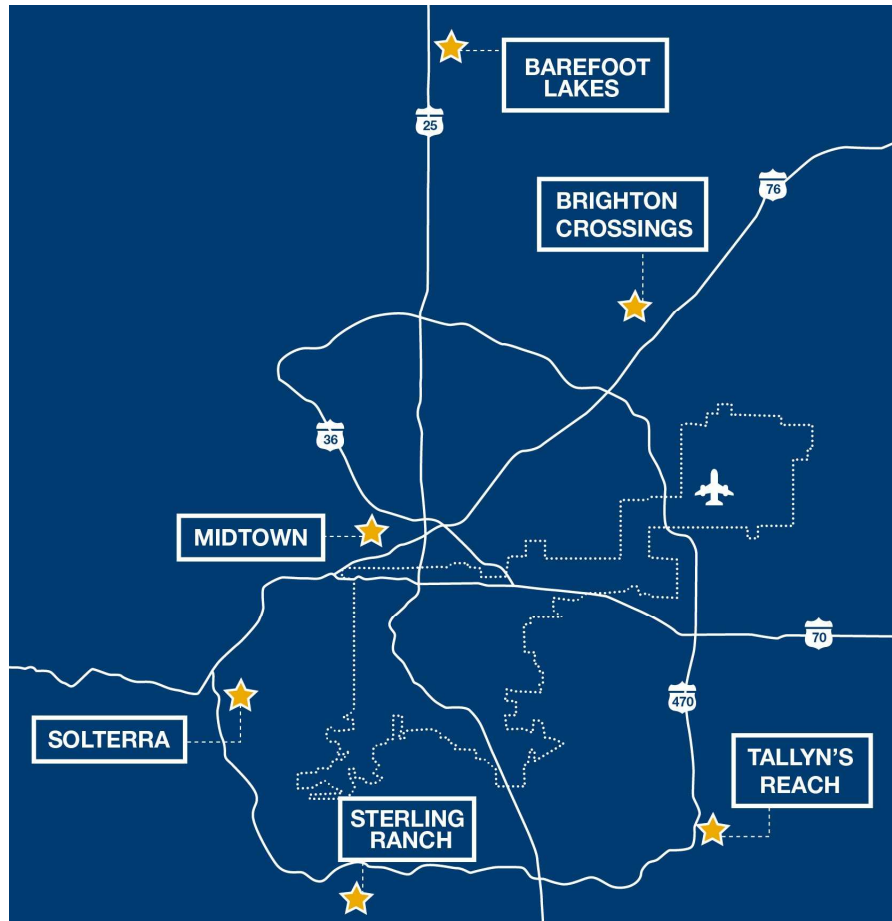 BAREFOOT
LAKES
25
76
BRIGHTON
CROSSINGS
36
MIDTOWN
70
470
SOLTERRA
TALLYN'S
REACH
STERLING
RANCH